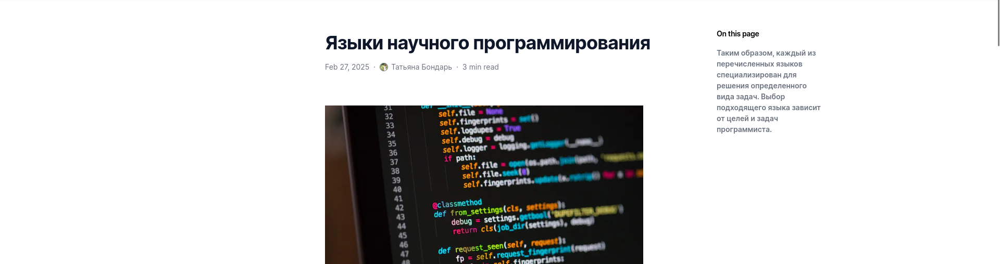 Языки научного программирования
Feb 27, 2025 · Татьяна Бондарь · 3 min read
On this page
Таким образом, каждый из
перечисленных языков
специализирован для
решения определенного
вида задач. Выбор
подходящего языка зависит
от целей и задач
программиста.
31 def __init__(
32 self.file = None
33 self.fingerprints = set()
34 self.logdupes = True
35 self.debug = debug
36 self.logger = logging.getLogger(__name__)
37 if path:
38 self.file = open(os.path.join(path,
39 self.file.seek(0)
40 self.fingerprints.update(
41
42 @classmethod
43 def from_settings(cls, settings):
44 debug = settings.getbool(
45 return cls(job_dir(settings), debug)
46
47 def request_seen(self, request):
48 fp = self.request_fingerprint(request)
self.fingerprints: